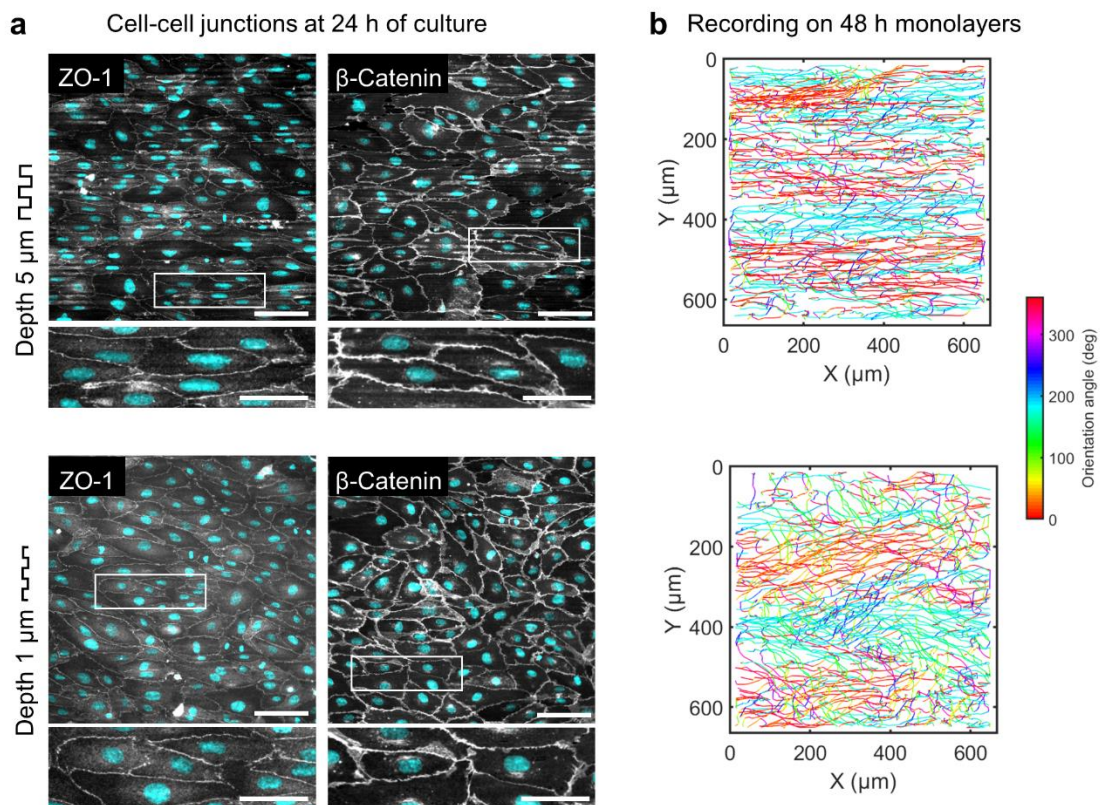 a
Cell-cell junctions at 24 h of culture
b
Recording on 48 h monolayers
ZO-1
β-Catenin
Depth 5 μm
0
200
400
600
Y (μm)
0
200
400
600
X (μm)
Orientation angle (deg)
300
200
100
0
Depth 1 μm
ZO-1
β-Catenin
0
200
400
600
Y (μm)
0
200
400
600
X (μm)